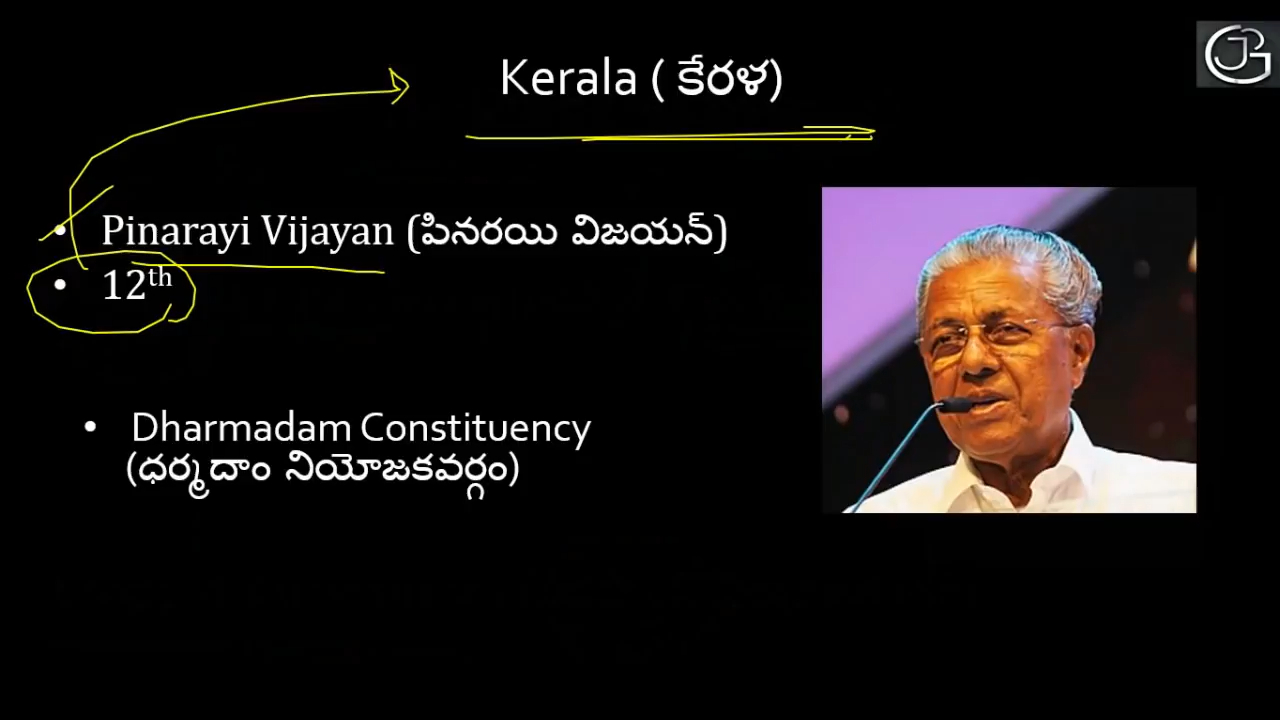 Kerala ( కేరళ)
• Pinarayi Vijayan (పినరయి విజయన్)
• 12th
• Dharmadam Constituency
(ధర్మదాం నియోజకవర్గం)